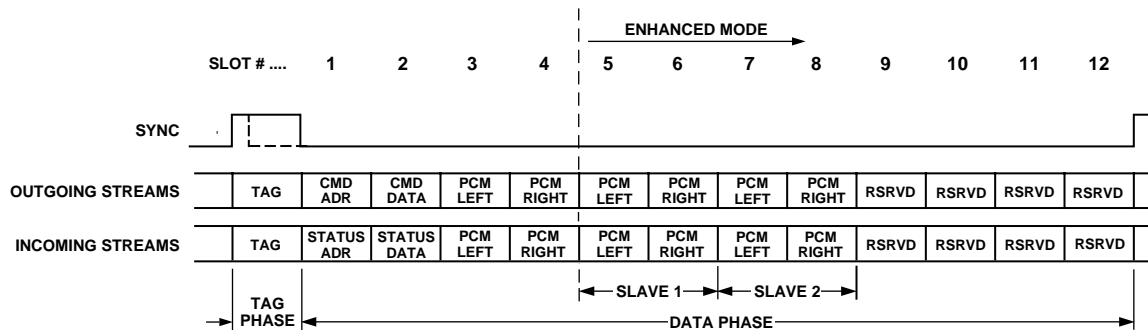 ENHANCED MODE
SLOT # .... 1 2 3 4 5 6 7 8 9 10 11 12
SYNC
OUTGOING STREAMS TAG CMD ADR CMD DATA PCM LEFT PCM RIGHT PCM LEFT PCM RIGHT PCM LEFT PCM RIGHT RSRVD RSRVD RSRVD RSRVD
INCOMING STREAMS TAG STATUS ADR STATUS DATA PCM LEFT PCM RIGHT PCM LEFT PCM RIGHT PCM LEFT PCM RIGHT RSRVD RSRVD RSRVD RSRVD
SLAVE 1 SLAVE 2
TAG PHASE DATA PHASE